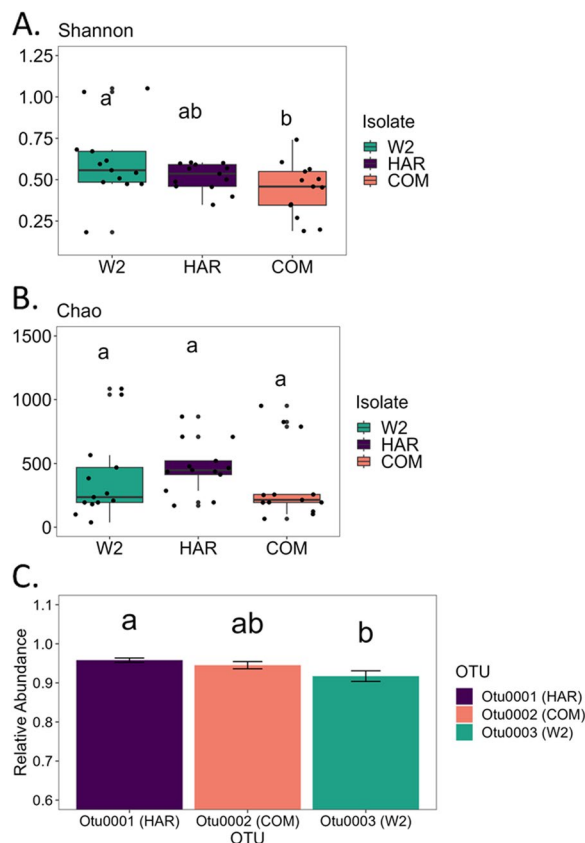 A.
Shannon
1.25
1.00
0.75
0.50
0.25
a
ab
b
W2
HAR
COM
Isolate
W2
HAR
COM
B.
Chao
1500
1000
500
0
a
a
a
W2
HAR
COM
Isolate
W2
HAR
COM
C.
Relative Abundance
1.1
1.0
0.9
0.8
0.7
0.6
a
ab
b
Otu0001 (HAR)
Otu0002 (COM)
Otu0003 (W2)
OTU
OTU
Otu0001 (HAR)
Otu0002 (COM)
Otu0003 (W2)